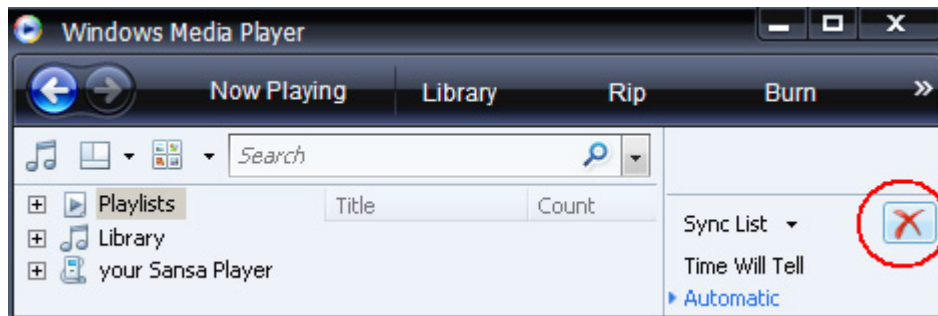 Windows Media Player
Now Playing Library Rip Burn »
Search
Playlists Title Count
Library
your Sansa Player
Sync List
Time Will Tell
Automatic